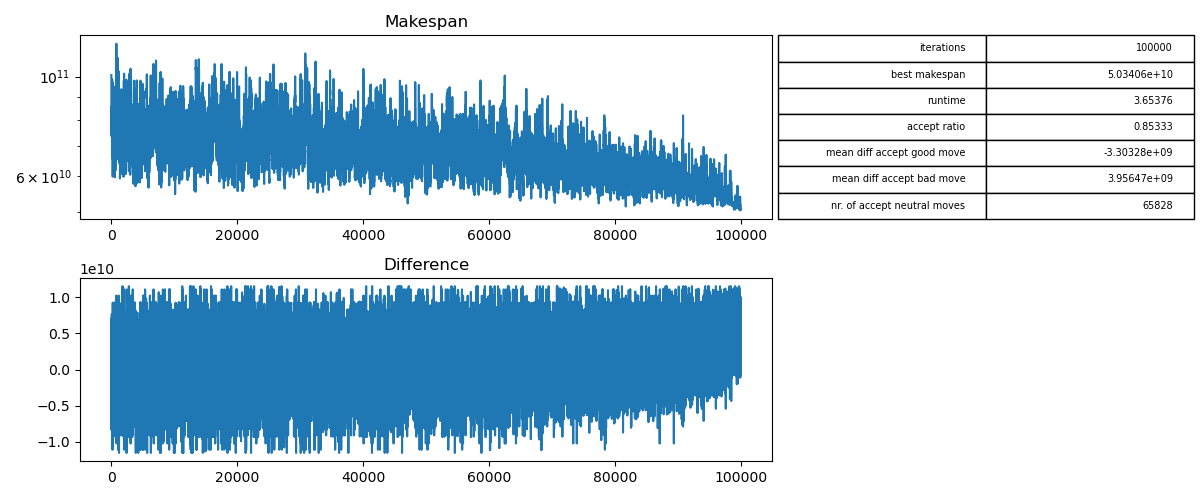 Makespan
10^11
6 × 10^10
0 20000 40000 60000 80000 100000
iterations 100000
best makespan 5.03406e+10
runtime 3.65376
accept ratio 0.85333
mean diff accept good move -3.30328e+09
mean diff accept bad move 3.95647e+09
nr. of accept neutral moves 65828
Difference
1e10
1.0
0.5
0.0
−0.5
−1.0
0 20000 40000 60000 80000 100000